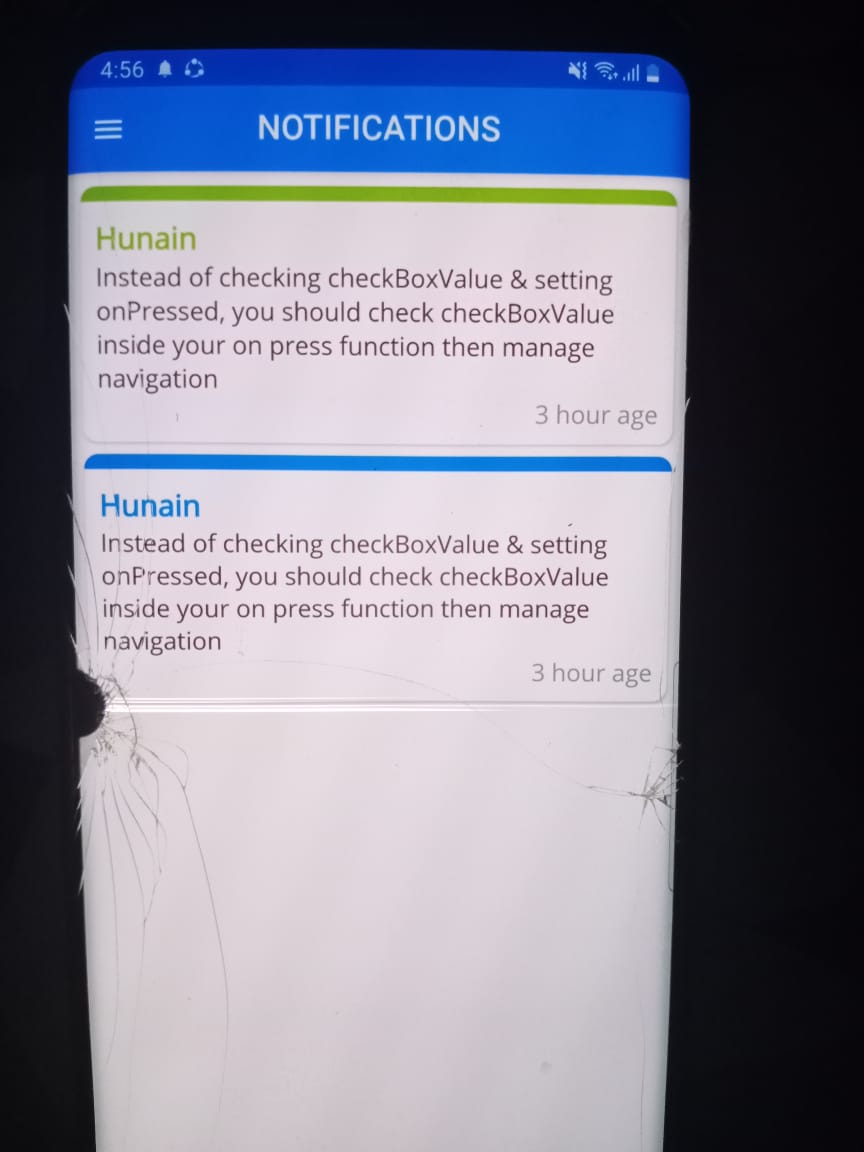 4:56
NOTIFICATIONS
Hunain
Instead of checking checkBoxValue & setting
onPressed, you should check checkBoxValue
inside your on press function then manage
navigation
3 hour age
Hunain
Instead of checking checkBoxValue & setting
onPressed, you should check checkBoxValue
inside your on press function then manage
navigation
3 hour age